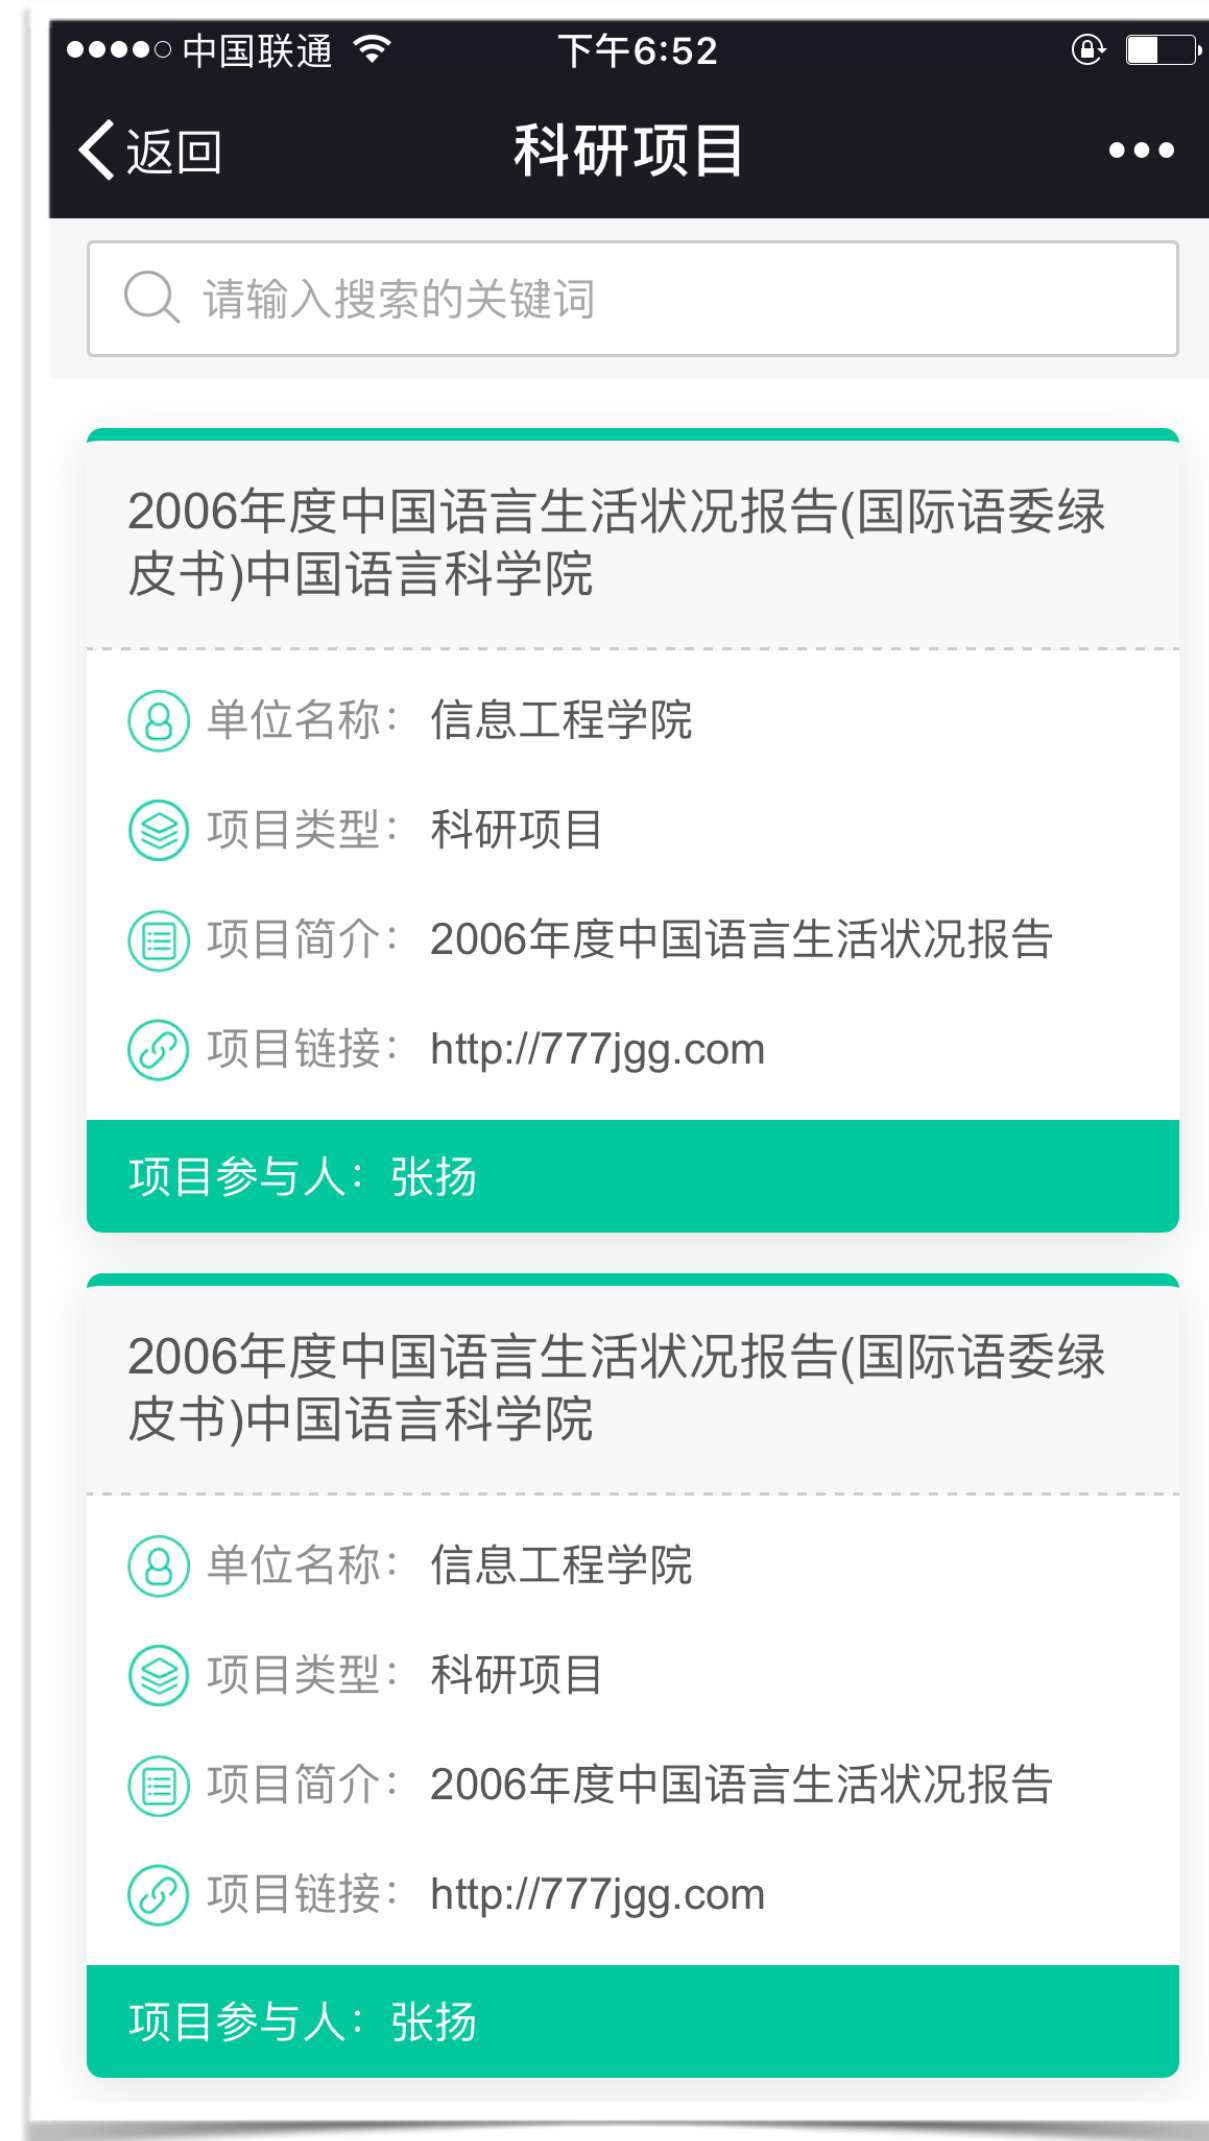 中国联通
下午6:52
返回
科研项目
请输入搜索的关键词
2006年度中国语言生活状况报告(国际语委绿
皮书)中国语言科学院
单位名称： 信息工程学院
项目类型： 科研项目
项目简介： 2006年度中国语言生活状况报告
项目链接： http://777jgg.com
项目参与人：张扬
2006年度中国语言生活状况报告(国际语委绿
皮书)中国语言科学院
单位名称： 信息工程学院
项目类型： 科研项目
项目简介： 2006年度中国语言生活状况报告
项目链接： http://777jgg.com
项目参与人：张扬